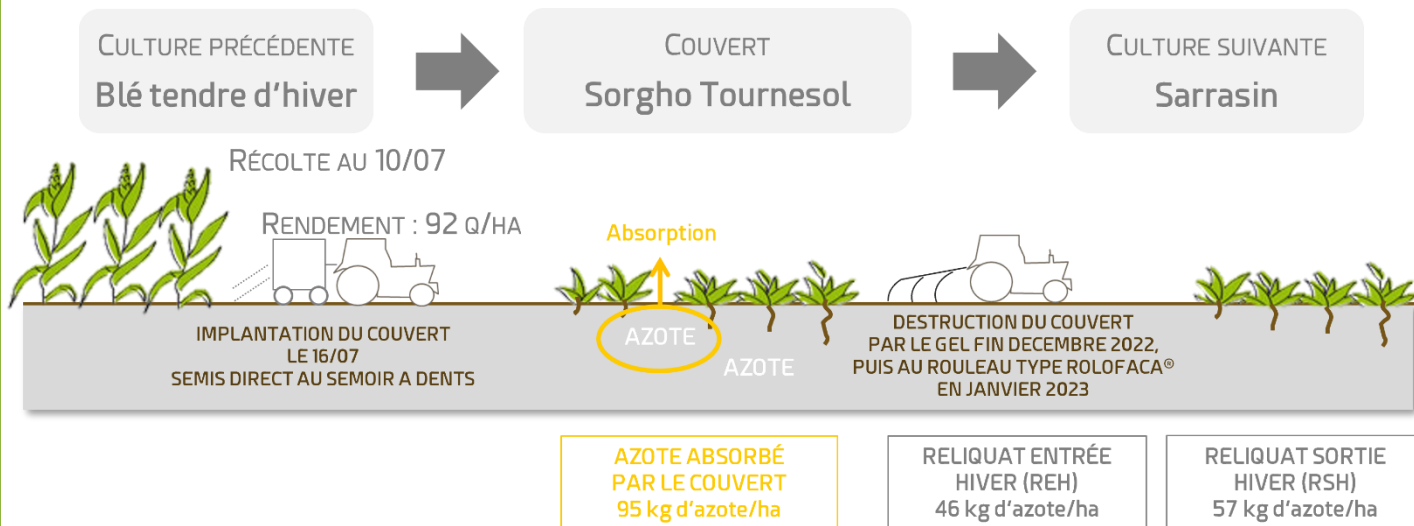 CULTURE PRÉCÉDENTE
Blé tendre d'hiver
COUVERT
Sorgho Tournesol
CULTURE SUIVANTE
Sarrasin
RÉCOLTE AU 10/07
RENDEMENT : 92 Q/HA
Absorption
IMPLANTATION DU COUVERT
LE 16/07
SEMIS DIRECT AU SEMOIR A DENTS
AZOTE
AZOTE
DESTRUCTION DU COUVERT
PAR LE GEL FIN DECEMBRE 2022,
PUIS AU ROULEAU TYPE ROLOFACA®
EN JANVIER 2023
AZOTE ABSORBÉ
PAR LE COUVERT
95 kg d'azote/ha
RELIQUAT ENTRÉE
HIVER (REH)
46 kg d'azote/ha
RELIQUAT SORTIE
HIVER (RSH)
57 kg d'azote/ha